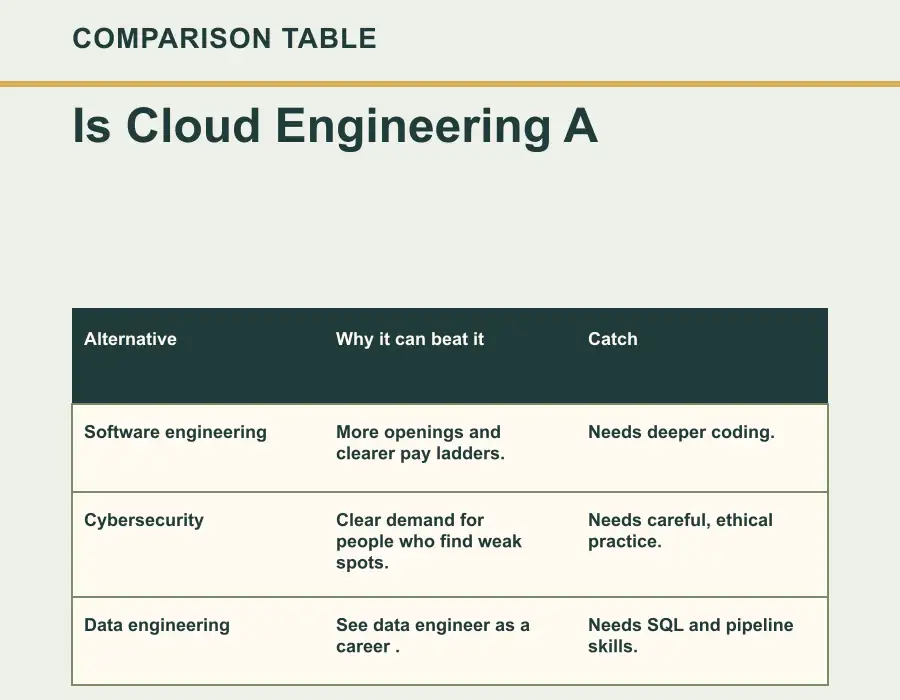 COMPARISON TABLE
Is Cloud Engineering A
Alternative
Why it can beat it
Catch
Software engineering
More openings and
clearer pay ladders.
Needs deeper coding.
Cybersecurity
Clear demand for
people who find weak
spots.
Needs careful, ethical
practice.
Data engineering
See data engineer as a
career .
Needs SQL and pipeline
skills.